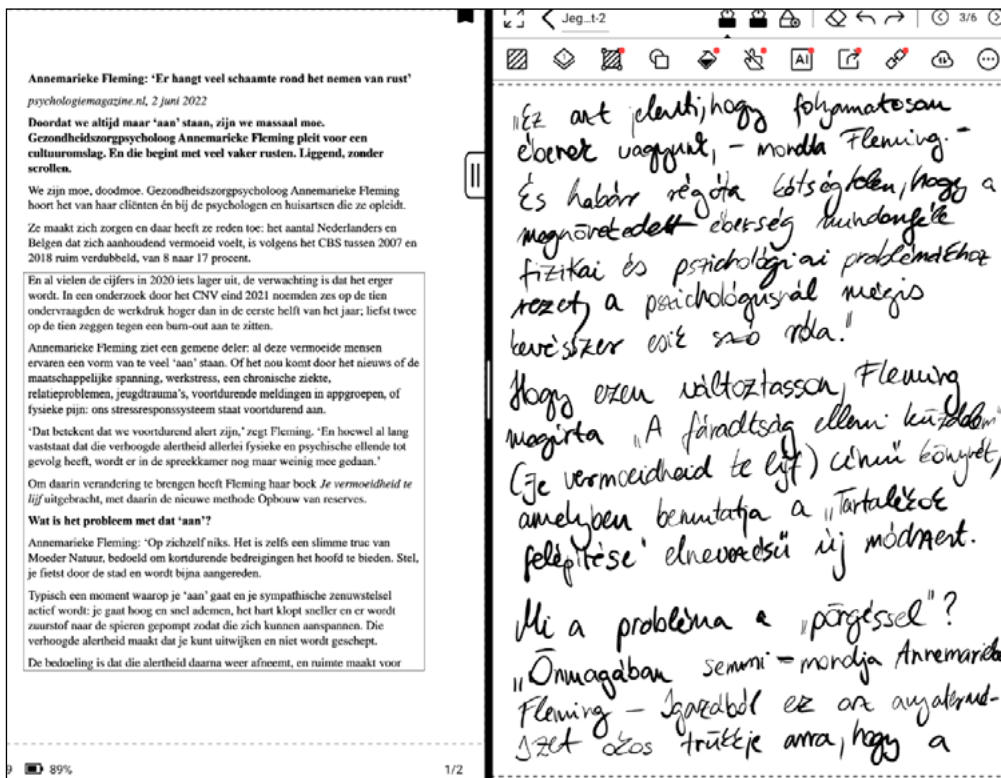 Annemarieke Fleming: ‘Er hangt veel schaamte rond het nemen van rust’
psychologiemagazine.nl, 2 juni 2022
Doordat we altijd maar ‘aan’ staan, zijn we massaal moe.
Gezondheidszorgpsycholoog Annemarieke Fleming pleit voor een
cultuuromslag. En die begint met veel vaker rusten. Liggend, zonder
scrollen.
We zijn moe, doodmoe. Gezondheidszorgpsycholoog Annemarieke Fleming
hoort het van haar cliënten én bij de psychologen en huisartsen die ze opleidt.
Ze maakt zich zorgen en daar heeft ze reden toe: het aantal Nederlanders en
Belgen dat zich aanhoudend vermoeid voelt, is volgens het CBS tussen 2007 en
2018 ruim verdubbeld, van 8 naar 17 procent.
En al vielen de cijfers in 2020 iets lager uit, de verwachting is dat het erger
wordt. In een onderzoek door het CNV eind 2021 noemden zes op de tien
ondervraagden de werkdruk hoger dan in de eerste helft van het jaar; liefst twee
op de tien zeggen tegen een burn-out aan te zitten.
Annemarieke Fleming ziet een gemene deler: al deze vermoeide mensen
ervaren een vorm van te veel ‘aan’ staan. Of het nou komt door het nieuws of de
maatschappelijke spanning, werkstress, een chronische ziekte,
relatieproblemen, jeugdtrauma’s, voortdurende meldingen in appgroepen, of
fysieke pijn: ons stressresponssysteem staat voortdurend aan.
‘Dat betekent dat we voortdurend alert zijn,’ zegt Fleming. ‘En hoewel al lang
vaststaat dat die verhoogde alertheid allerlei fysieke en psychische ellende tot
gevolg heeft, wordt er in de spreekkamer nog maar weinig mee gedaan.’
Om daarin verandering te brengen heeft Fleming haar boek Je vermoeidheid te
lijf uitgebracht, met daarin de nieuwe methode Opbouw van reserves.
Wat is het probleem met dat ‘aan’?
Annemarieke Fleming: ‘Op zichzelf niks. Het is zelfs een slimme truc van
Moeder Natuur, bedoeld om kortdurende bedreigingen het hoofd te bieden. Stel,
je fietst door de stad en wordt bijna aangereden.
Typisch een moment waarop je ‘aan’ gaat en je sympathische zenuwstelsel
actief wordt: je gaat hoog en snel ademen, het hart klopt sneller en er wordt
zuurstof naar de spieren gepompt zodat die zich kunnen aanspannen. Die
verhoogde alertheid maakt dat je kunt uitwijken en niet wordt geschept.
De bedoeling is dat die alertheid daarna weer afneemt, en ruimte maakt voor
9 89% 1/2
Jeg...t-2 3/6
AI
„Ez azt jelenti, hogy folyamatosan
éberek vagyunk, – mondta Fleming. –
És habár régóta kétségtelen, hogy a
megnövekedett éberség mindenféle
fizikai és pszichológiai problémákhoz
vezet, a pszichológusnál mégis
kevésszer esik szó róla.”
Hogy ezen változtasson, Fleming
megírta „A fáradtság elleni küzdelem”
(Je vermoeidheid te lijf) című könyvét,
amelyben bemutatja a „Tartalékok
felépítése” elnevezésű új módszert.
Mi a probléma a „pörgéssel”?
„Önmagában semmi – mondja Annemarieke
Fleming – Igazából ez az anyatermé-
szet okos trükkje arra, hogy a